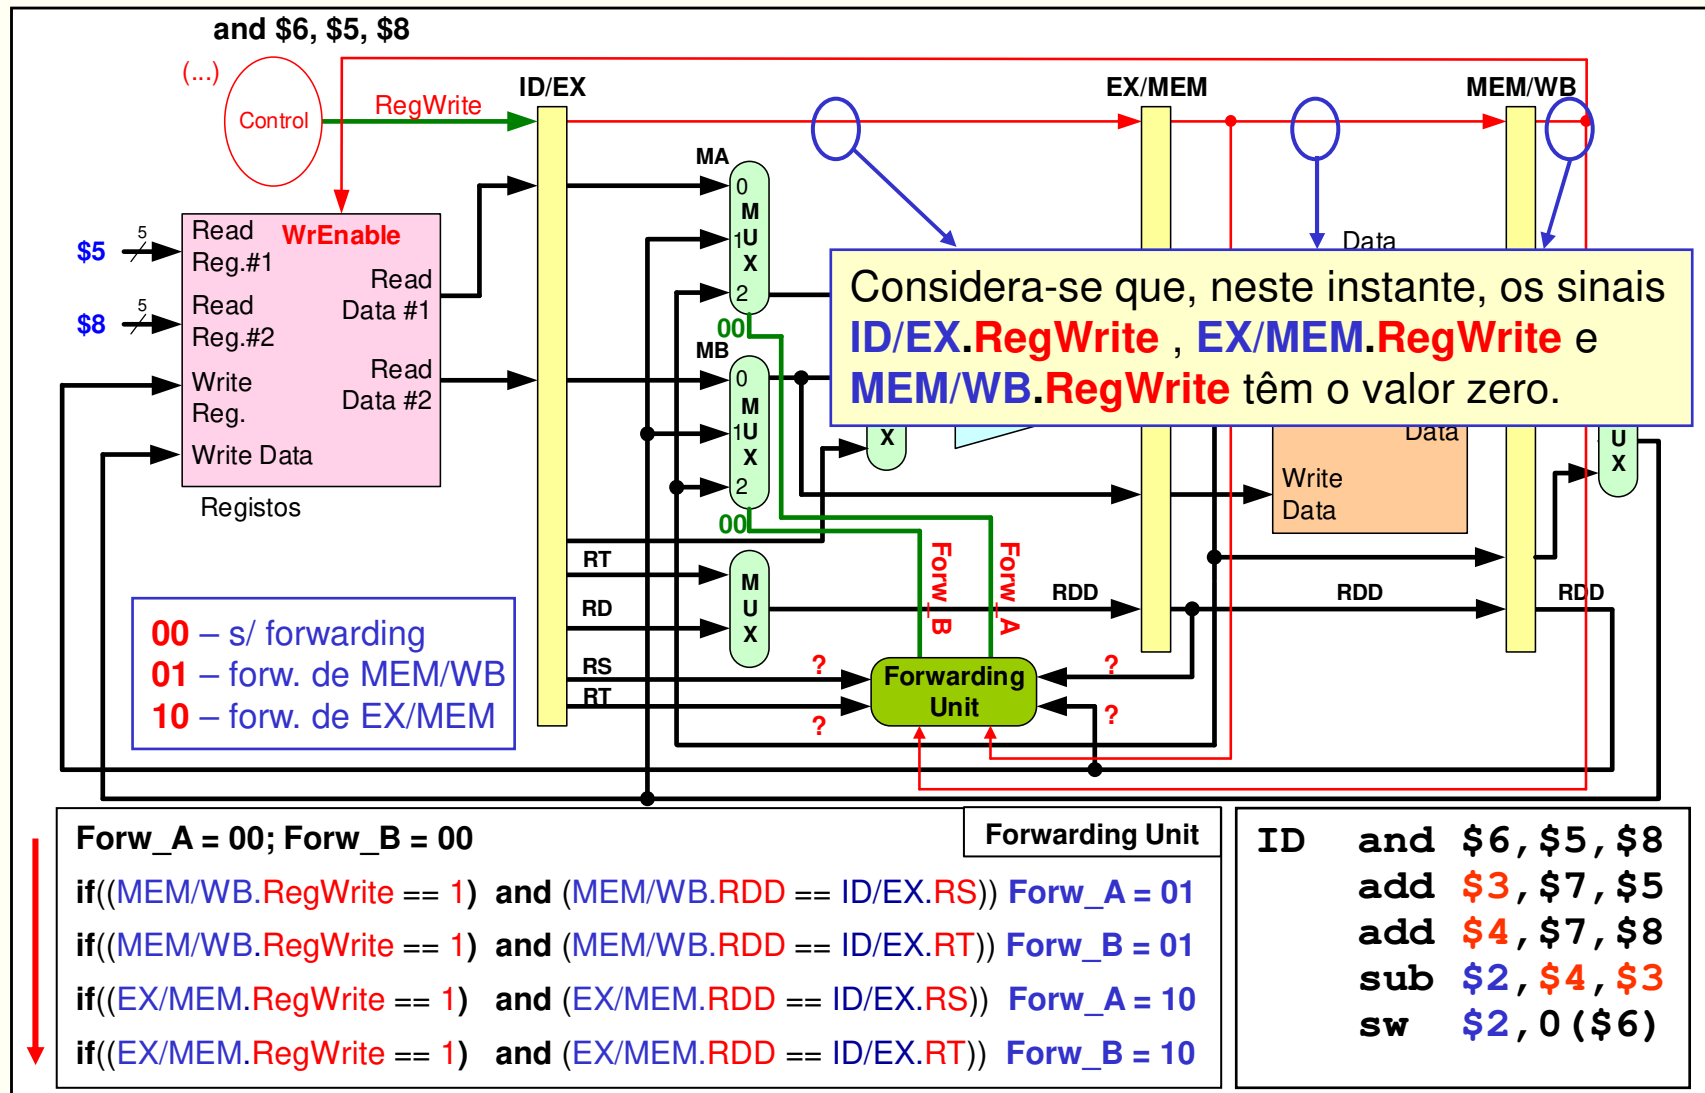 and $6, $5, $8
(...)
Control
RegWrite
ID/EX
EX/MEM
MEM/WB
MA
0
M
1U
X
2
00
MB
0
M
1U
X
2
00
$5
5
Read
Reg.#1
WrEnable
$8
5
Read
Reg.#2
Read
Data #1
Write
Reg.
Read
Data #2
Write Data
Registos
Data
Considera-se que, neste instante, os sinais
ID/EX.RegWrite , EX/MEM.RegWrite e
MEM/WB.RegWrite têm o valor zero.
X
Data
Write
Data
U
X
RT
RD
M
U
X
Forw_B
Forw_A
RDD
RDD
RDD
RS
RT
?
?
?
?
Forwarding
Unit
00 – s/ forwarding
01 – forw. de MEM/WB
10 – forw. de EX/MEM
Forw_A = 00; Forw_B = 00
Forwarding Unit
if((MEM/WB.RegWrite == 1) and (MEM/WB.RDD == ID/EX.RS)) Forw_A = 01
if((MEM/WB.RegWrite == 1) and (MEM/WB.RDD == ID/EX.RT)) Forw_B = 01
if((EX/MEM.RegWrite == 1) and (EX/MEM.RDD == ID/EX.RS)) Forw_A = 10
if((EX/MEM.RegWrite == 1) and (EX/MEM.RDD == ID/EX.RT)) Forw_B = 10
ID and $6,$5,$8
add $3,$7,$5
add $4,$7,$8
sub $2,$4,$3
sw $2,0($6)